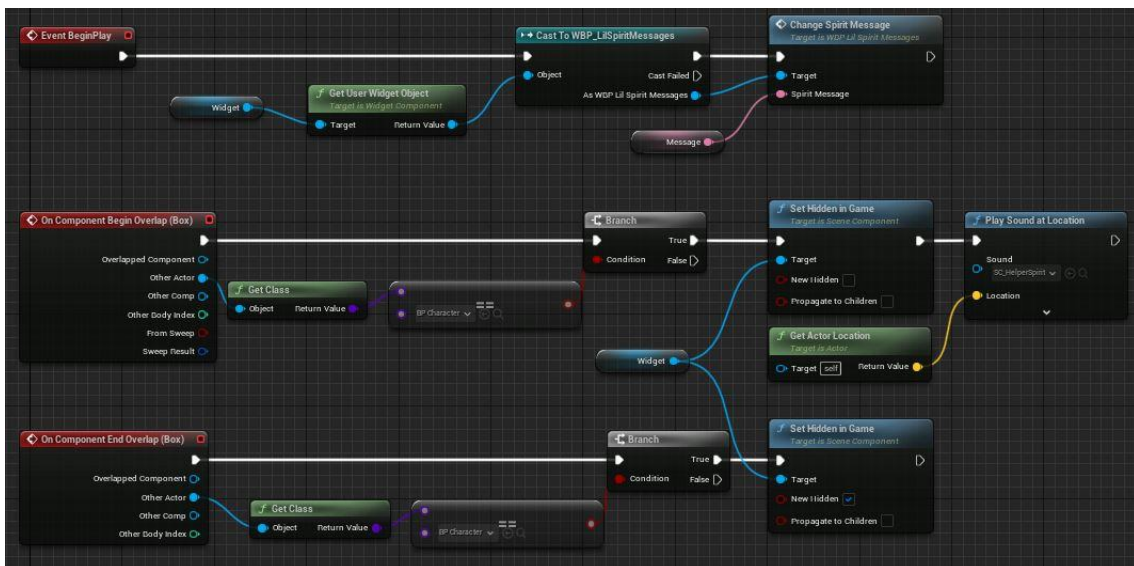 Event BeginPlay
Widget
Get User Widget Object
Target is Widget Component
Target Return Value
Cast To WBP_LilSpiritMessages
Object Cast Failed
As WBP Lil Spirit Messages
Message
Change Spirit Message
Target is WBP Lil Spirit Messages
Target
Spirit Message
On Component Begin Overlap (Box)
Overlapped Component
Other Actor
Other Comp
Other Body Index
From Sweep
Sweep Result
Get Class
Object Return Value
BP Character ==
Branch
True
Condition False
Widget
Set Hidden in Game
Target is Scene Component
Target
New Hidden
Propagate to Children
Get Actor Location
Target is Actor
Target self Return Value
Play Sound at Location
Sound
SC_HelperSpirit
Location
On Component End Overlap (Box)
Overlapped Component
Other Actor
Other Comp
Other Body Index
Get Class
Object Return Value
BP Character ==
Branch
True
Condition False
Set Hidden in Game
Target is Scene Component
Target
New Hidden
Propagate to Children